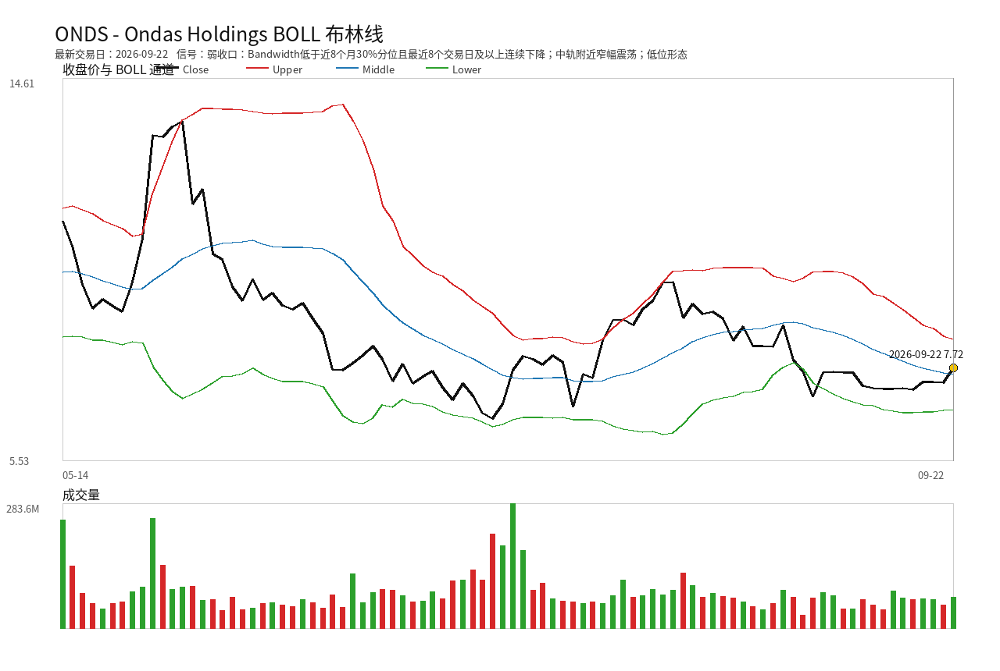 ONDS - Ondas Holdings BOLL 布林线
最新交易日：2026-09-22 信号：弱收口：Bandwidth低于近8个月30%分位且最近8个交易日及以上连续下降；中轨附近窄幅震荡；低位形态
收盘价与 BOLL 通道 Close Upper Middle Lower
14.61
2026-09-22 7.72
5.53
05-14 09-22
成交量
283.6M